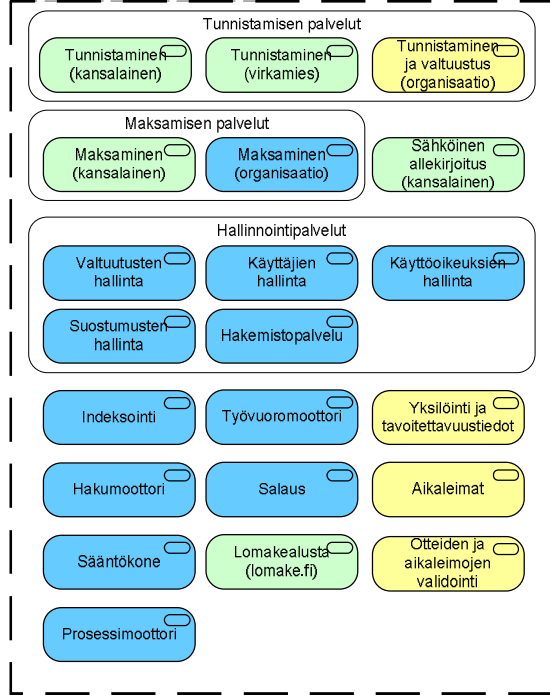 Tunnistamisen palvelut
Tunnistaminen
(kansalainen)
Tunnistaminen
(virkamies)
Tunnistaminen
ja valtuustus
(organisaatio)
Maksamisen palvelut
Maksaminen
(kansalainen)
Maksaminen
(organisaatio)
Sähköinen
allekirjoitus
(kansalainen)
Hallinnointipalvelut
Valtuutusten
hallinta
Käyttäjien
hallinta
Käyttöoikeuksien
hallinta
Suostumusten
hallinta
Hakemistopalvelu
Indeksointi
Työvuoromoottori
Yksilöinti ja
tavoitettavuustiedot
Hakumoottori
Salaus
Aikaleimat
Sääntökone
Lomakealusta
(lomake.fi)
Otteiden ja
aikaleimojen
validointi
Prosessimoottori